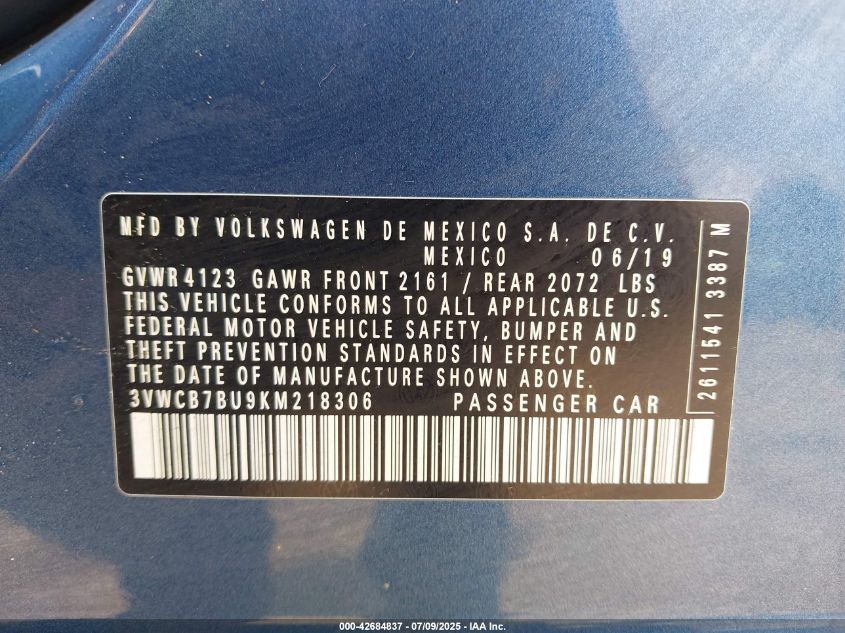 MFD BY VOLKSWAGEN DE MEXICO S.A. DE C.V.
MEXICO 06/19
GVWR 4123 GAWR FRONT 2161 / REAR 2072 LBS
THIS VEHICLE CONFORMS TO ALL APPLICABLE U.S.
FEDERAL MOTOR VEHICLE SAFETY, BUMPER AND
THEFT PREVENTION STANDARDS IN EFFECT ON
THE DATE OF MANUFACTURE SHOWN ABOVE.
3VWCB7BU9KM218306 PASSENGER CAR
2611541 3387 M
000-42684837 - 07/09/2025 - IAA Inc.